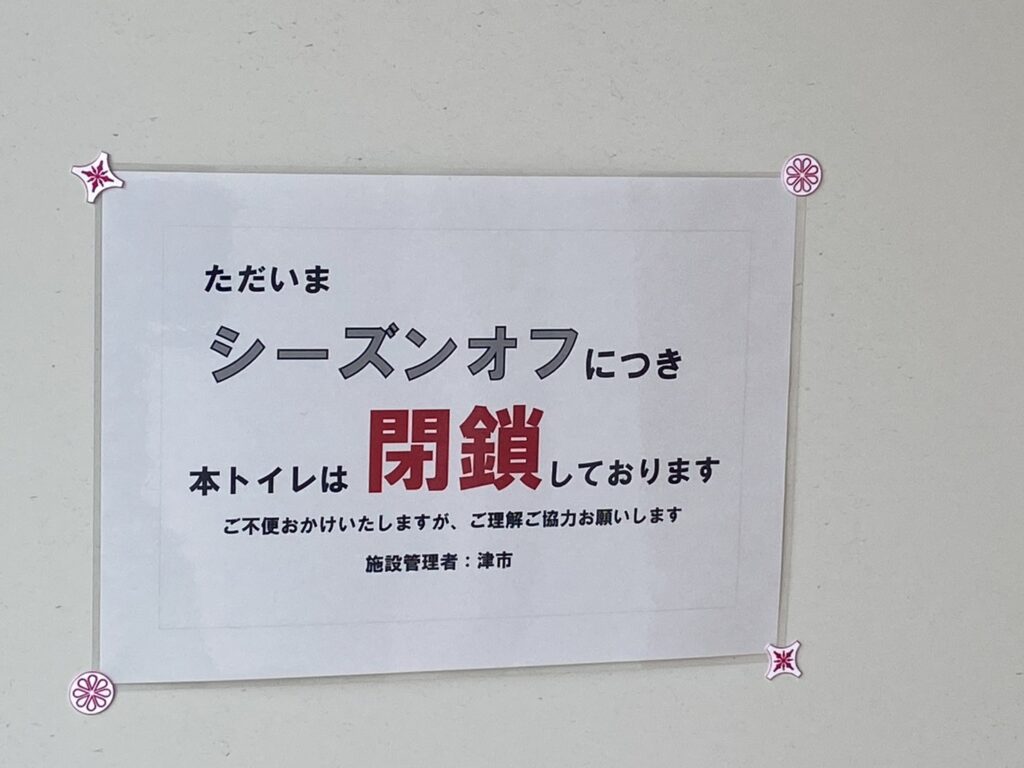 ただいま
シーズンオフにつき
本トイレは 閉鎖しております
ご不便おかけいたしますが、ご理解ご協力お願いします
施設管理者：津市